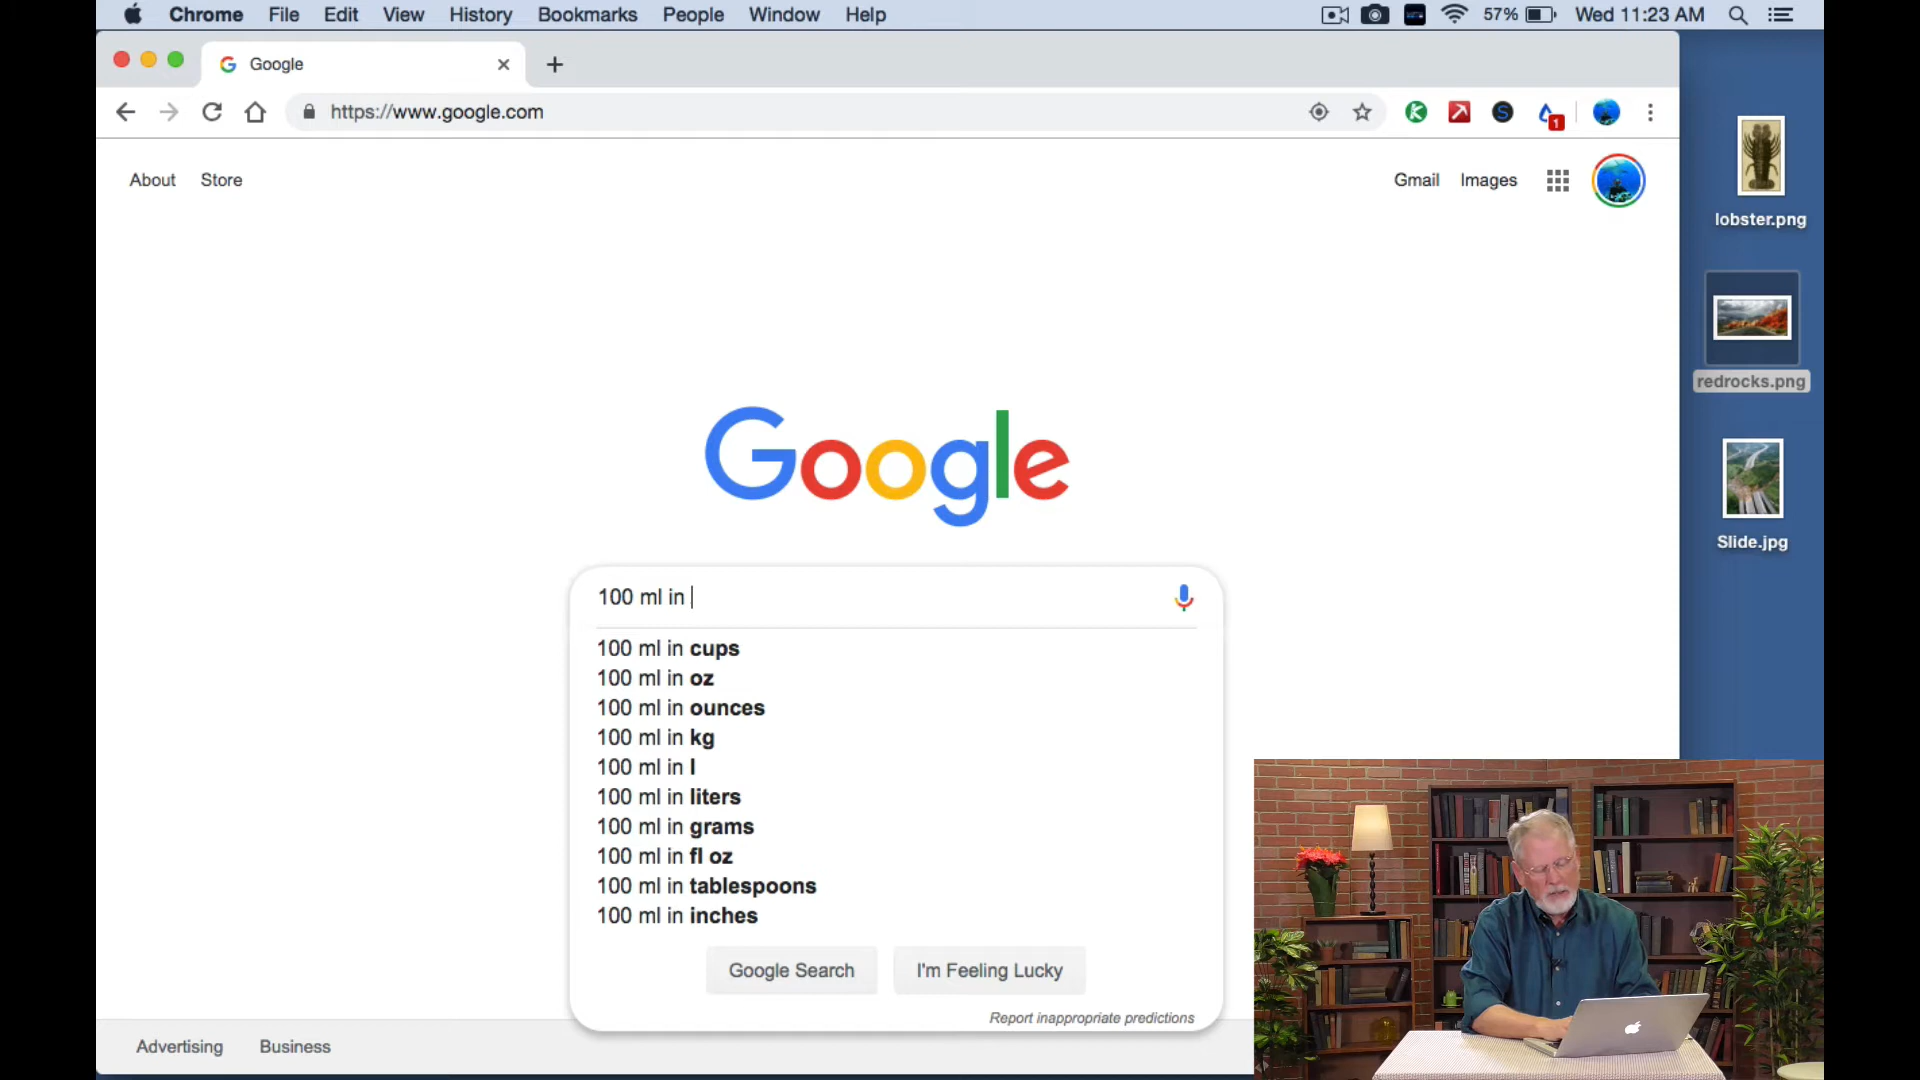 Chrome File Edit View History Bookmarks People Window Help 57% Wed 11:23 AM
Google
https://www.google.com
1
About Store Gmail Images
lobster.png
redrocks.png
Slide.jpg
Google
100 ml in
100 ml in cups
100 ml in oz
100 ml in ounces
100 ml in kg
100 ml in l
100 ml in liters
100 ml in grams
100 ml in fl oz
100 ml in tablespoons
100 ml in inches
Google Search I'm Feeling Lucky
Report inappropriate predictions
Advertising Business